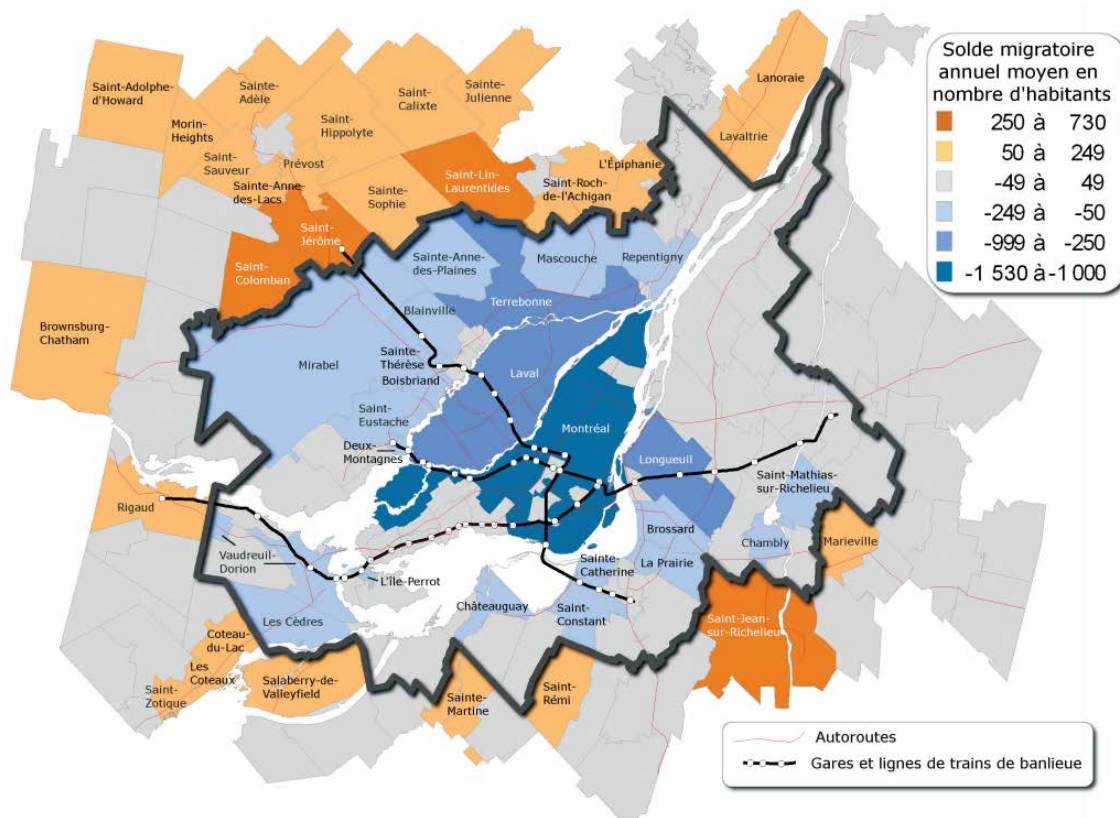 Solde migratoire
annuel moyen en
nombre d'habitants
250 à 730
50 à 249
-49 à 49
-249 à -50
-999 à -250
-1 530 à -1 000
Saint-Adolphe-
d'Howard
Sainte-
Adèle
Saint-
Calixte
Sainte-
Julienne
Lanoraie
Morin-
Heights
Saint-
Hippolyte
Lavaltrie
Saint-
Sauveur
Prévost
L'Épiphanie
Sainte-Anne-
des-Lacs
Sainte-
Sophie
Saint-Lin-
Laurentides
Saint-Roch-
de-l'Achigan
Saint-
Jérôme
Saint-
Colomban
Sainte-Anne-
des-Plaines
Mascouche
Repentigny
Brownsburg-
Chatham
Blainville
Terrebonne
Mirabel
Sainte-
Thérèse
Boisbriand
Laval
Saint-
Eustache
Montréal
Deux-
Montagnes
Longueuil
Saint-Mathias-
sur-Richelieu
Rigaud
Brossard
Chambly
Marieville
Vaudreuil-
Dorion
L'île-Perrot
Sainte-
Catherine
La Prairie
Les Cèdres
Châteauguay
Saint-
Constant
Saint-Jean-
sur-Richelieu
Coteau-
du-Lac
Les
Coteaux
Salaberry-de-
Valleyfield
Saint-
Zotique
Sainte-
Martine
Saint-
Rémi
Autoroutes
Gares et lignes de trains de banlieue